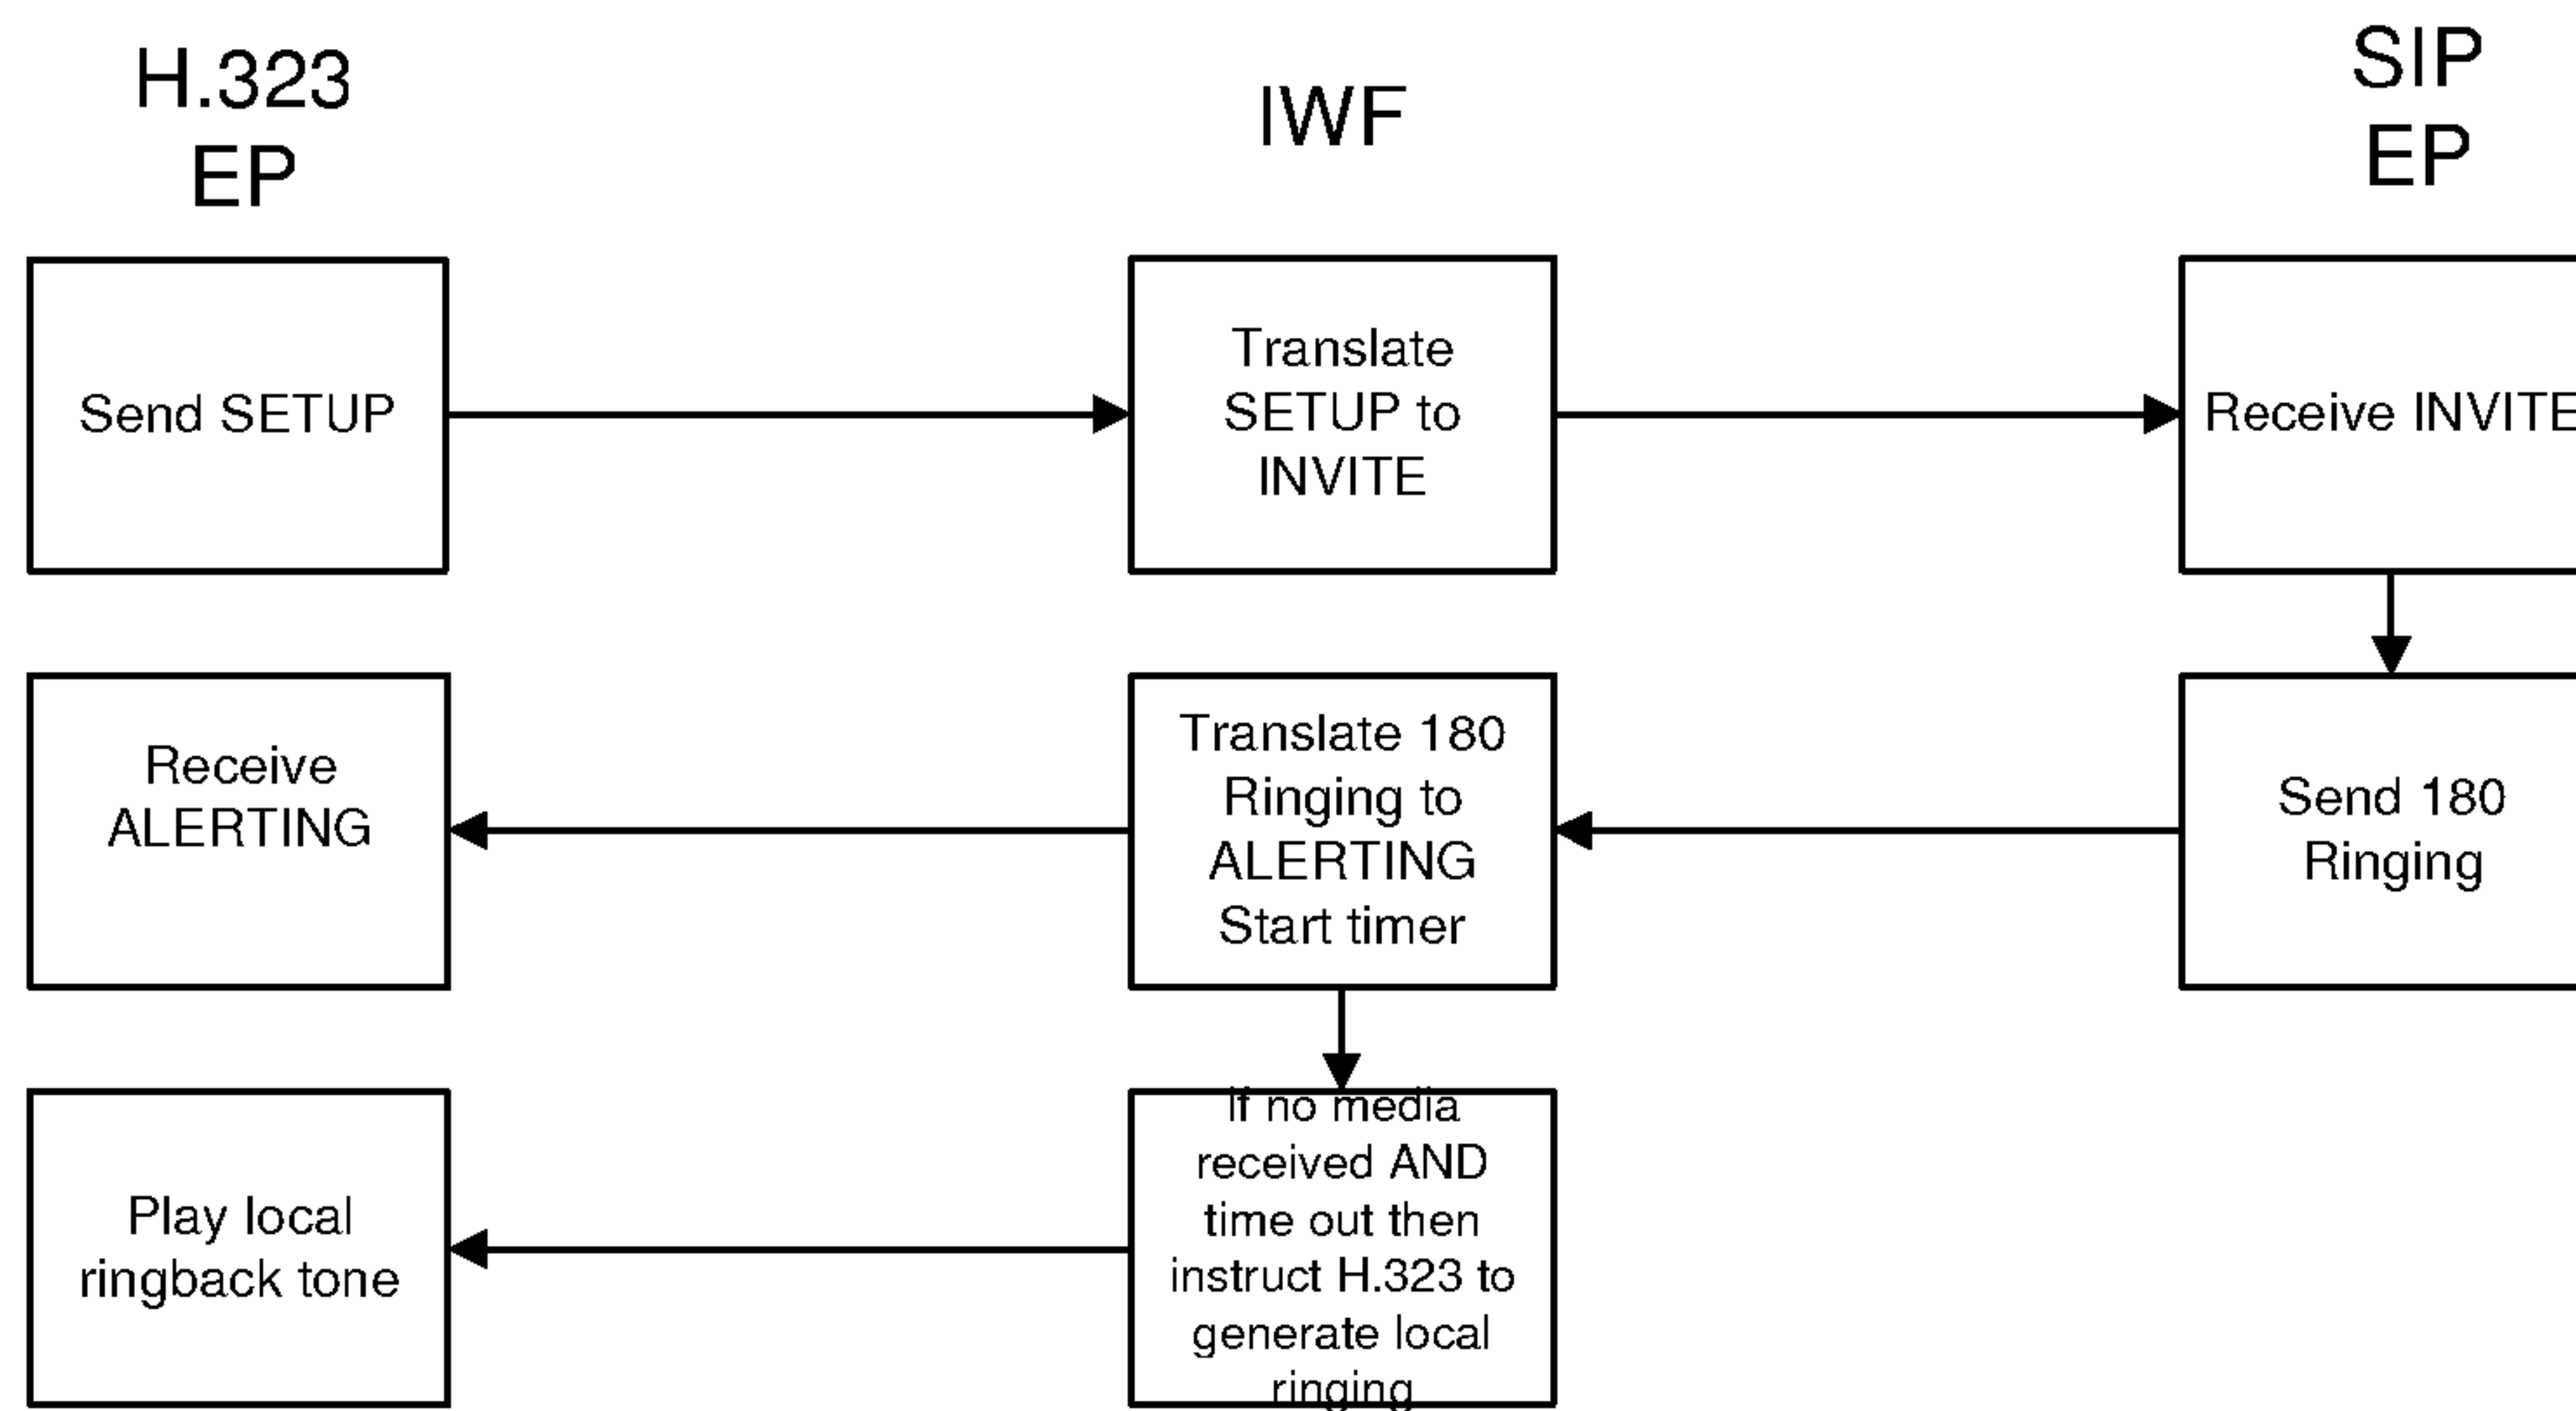 H.323
EP
IWF
SIP
EP
Send SETUP
Translate
SETUP to
INVITE
Receive INVITE
Receive
ALERTING
Translate 180
Ringing to
ALERTING
Start timer
Send 180
Ringing
Play local
ringback tone
If no media
received AND
time out then
instruct H.323 to
generate local
ringing